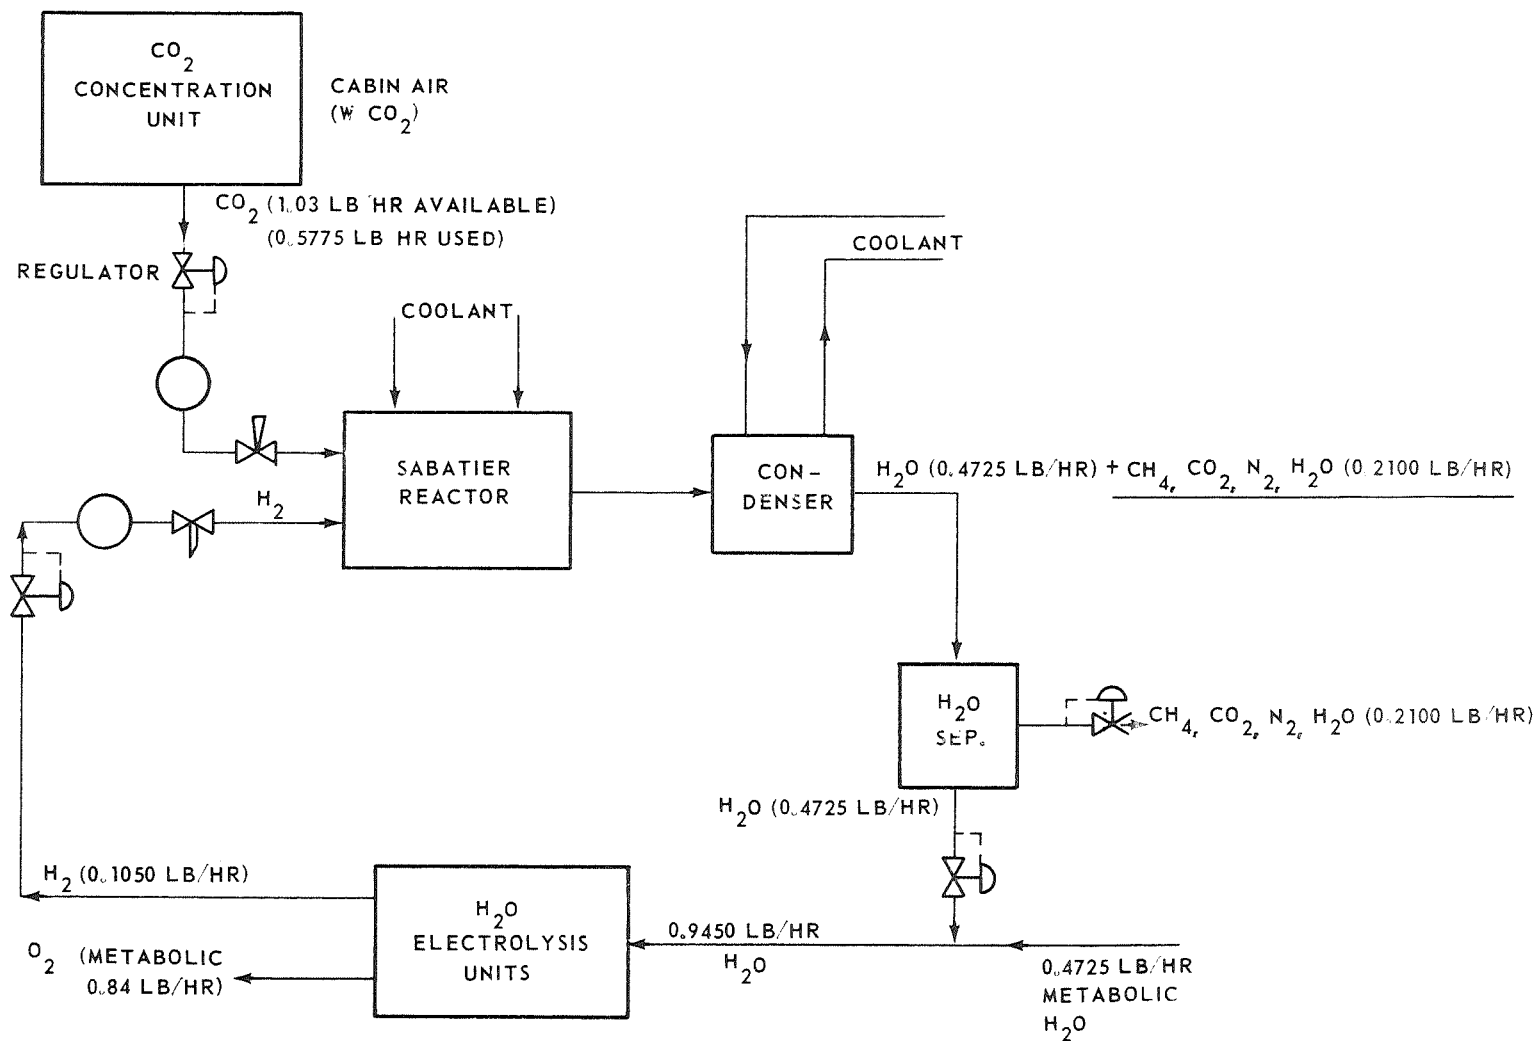 CO2
CONCENTRATION
UNIT
CABIN AIR
(W CO2)
CO2 (1.03 LB HR AVAILABLE)
(0.5775 LB HR USED)
REGULATOR
COOLANT
COOLANT
SABATIER
REACTOR
H2
CON-
DENSER
H2O (0.4725 LB/HR) + CH4, CO2, N2, H2O (0.2100 LB/HR)
H2O
SEP.
CH4, CO2, N2, H2O (0.2100 LB/HR)
H2O (0.4725 LB/HR)
H2 (0.1050 LB/HR)
H2O
ELECTROLYSIS
UNITS
O2 (METABOLIC
0.84 LB/HR)
0.9450 LB/HR
H2O
0.4725 LB/HR
METABOLIC
H2O